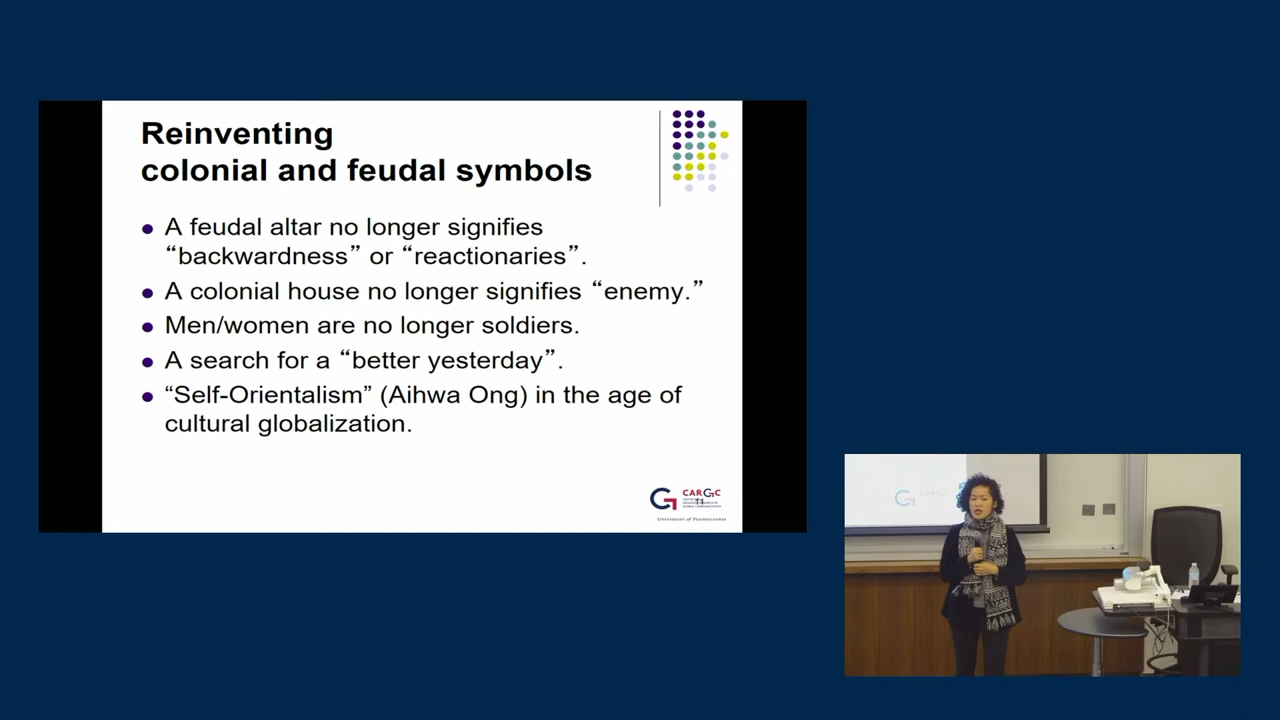 Reinventing
colonial and feudal symbols
● A feudal altar no longer signifies
“backwardness” or “reactionaries”.
● A colonial house no longer signifies “enemy.”
● Men/women are no longer soldiers.
● A search for a “better yesterday”.
● “Self-Orientalism” (Aihwa Ong) in the age of
cultural globalization.
CARGC
University of Pennsylvania